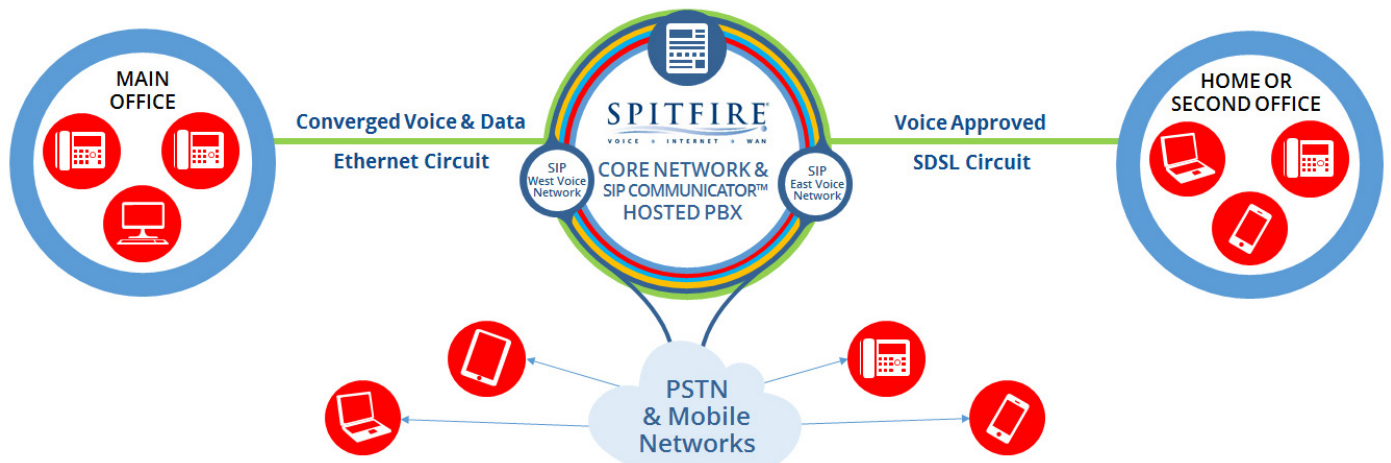 MAIN
OFFICE
Converged Voice & Data
Ethernet Circuit
SPITFIRE®
VOICE • INTERNET • WAN
SIP
West Voice
Network
CORE NETWORK &
SIP COMMUNICATOR™
HOSTED PBX
SIP
East Voice
Network
Voice Approved
SDSL Circuit
HOME OR
SECOND OFFICE
PSTN
& Mobile
Networks